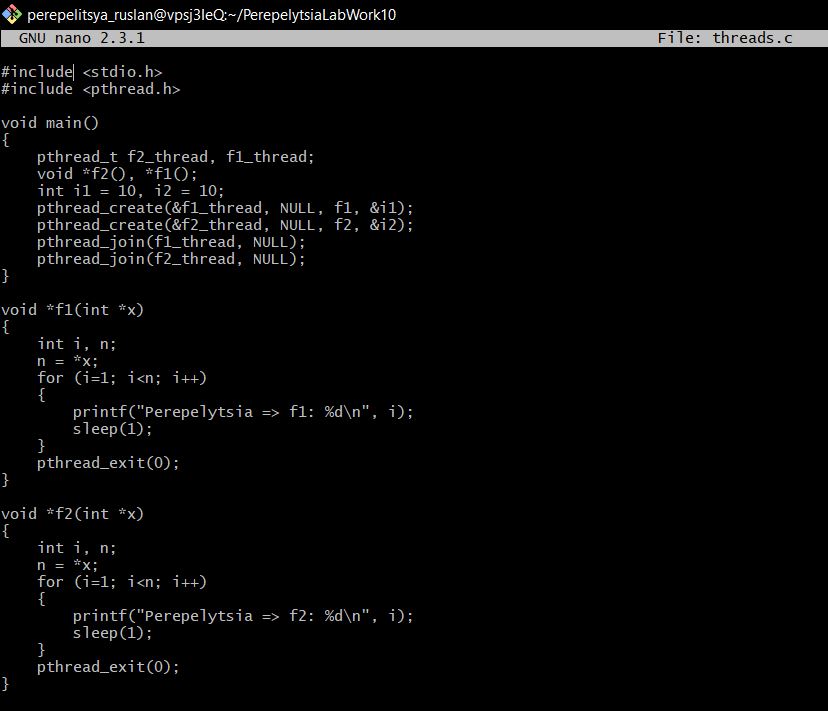 perepelitsya_ruslan@vpsj3IeQ:~/PerepelytsiaLabWork10
GNU nano 2.3.1 File: threads.c
#include <stdio.h>
#include <pthread.h>
void main()
{
    pthread_t f2_thread, f1_thread;
    void *f2(), *f1();
    int i1 = 10, i2 = 10;
    pthread_create(&f1_thread, NULL, f1, &i1);
    pthread_create(&f2_thread, NULL, f2, &i2);
    pthread_join(f1_thread, NULL);
    pthread_join(f2_thread, NULL);
}
void *f1(int *x)
{
    int i, n;
    n = *x;
    for (i=1; i<n; i++)
    {
        printf("Perepelytsia => f1: %d\n", i);
        sleep(1);
    }
    pthread_exit(0);
}
void *f2(int *x)
{
    int i, n;
    n = *x;
    for (i=1; i<n; i++)
    {
        printf("Perepelytsia => f2: %d\n", i);
        sleep(1);
    }
    pthread_exit(0);
}